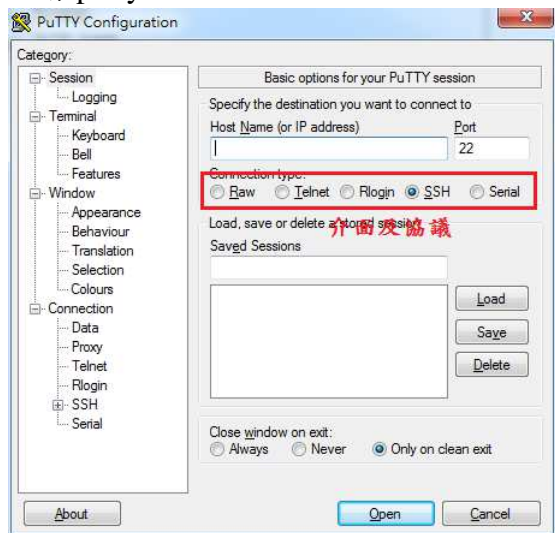 PuTTY Configuration
Category:
Session
Logging
Terminal
Keyboard
Bell
Features
Window
Appearance
Behaviour
Translation
Selection
Colours
Connection
Data
Proxy
Telnet
Rlogin
SSH
Serial
Basic options for your PuTTY session
Specify the destination you want to connect to
Host Name (or IP address) Port
22
Connection type:
Raw Telnet Rlogin SSH Serial
介面及協議
Load, save or delete a stored session
Saved Sessions
Load
Save
Delete
Close window on exit:
Always Never Only on clean exit
About Open Cancel